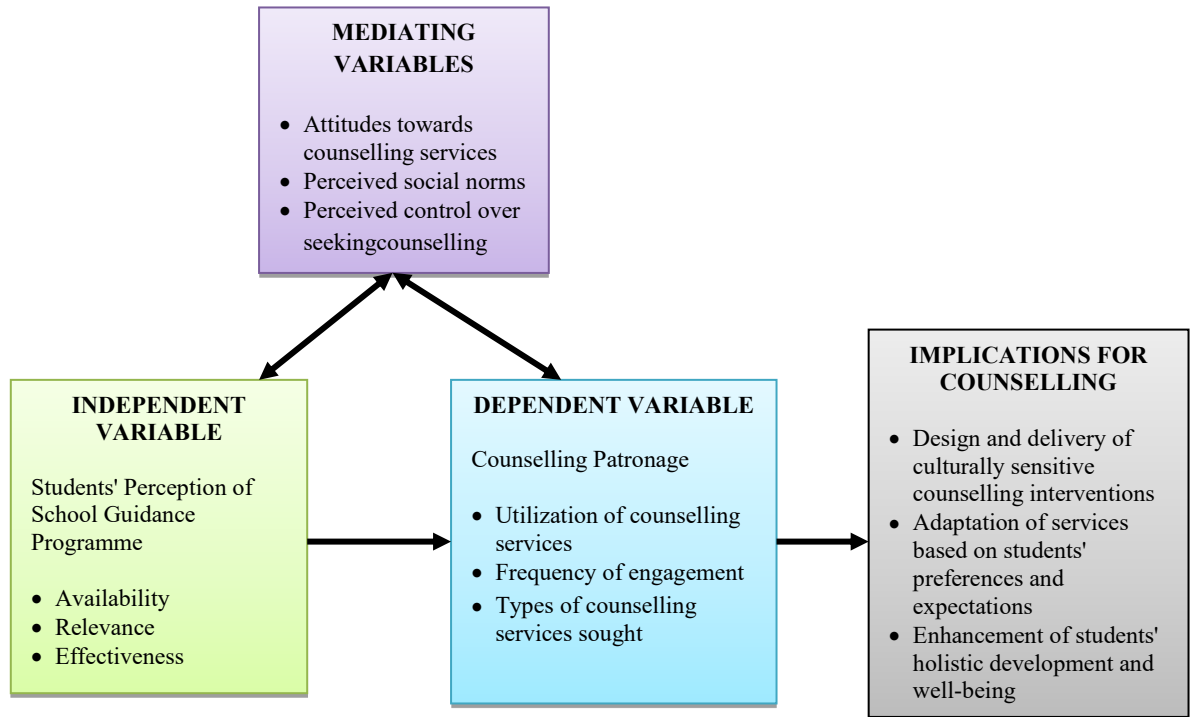 MEDIATING
VARIABLES
• Attitudes towards
counselling services
• Perceived social norms
• Perceived control over
seekingcounselling
INDEPENDENT
VARIABLE
Students' Perception of
School Guidance
Programme
• Availability
• Relevance
• Effectiveness
DEPENDENT VARIABLE
Counselling Patronage
• Utilization of counselling
services
• Frequency of engagement
• Types of counselling
services sought
IMPLICATIONS FOR
COUNSELLING
• Design and delivery of
culturally sensitive
counselling interventions
• Adaptation of services
based on students'
preferences and
expectations
• Enhancement of students'
holistic development and
well-being